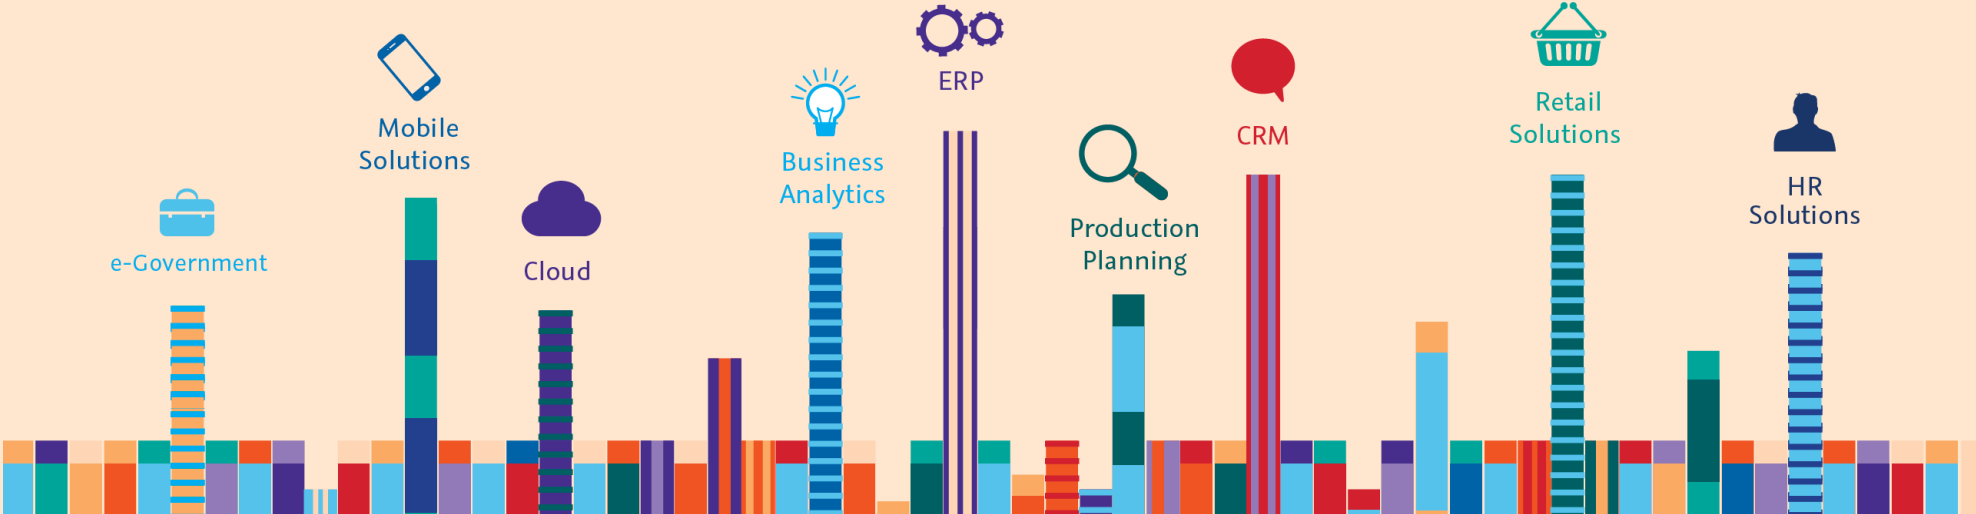 e-Government
Mobile
Solutions
Cloud
Business
Analytics
ERP
Production
Planning
CRM
Retail
Solutions
HR
Solutions